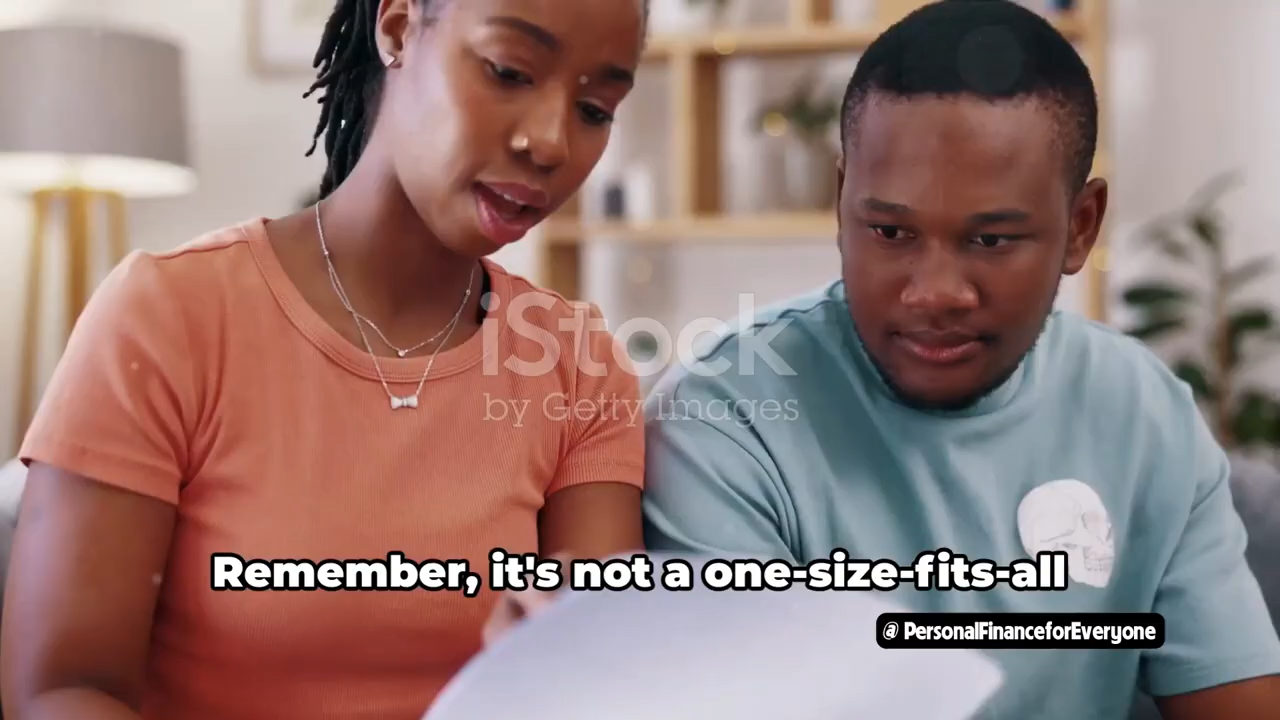 iStock
by Getty Images
Remember, it's not a one-size-fits-all
@ PersonalFinanceforEveryone